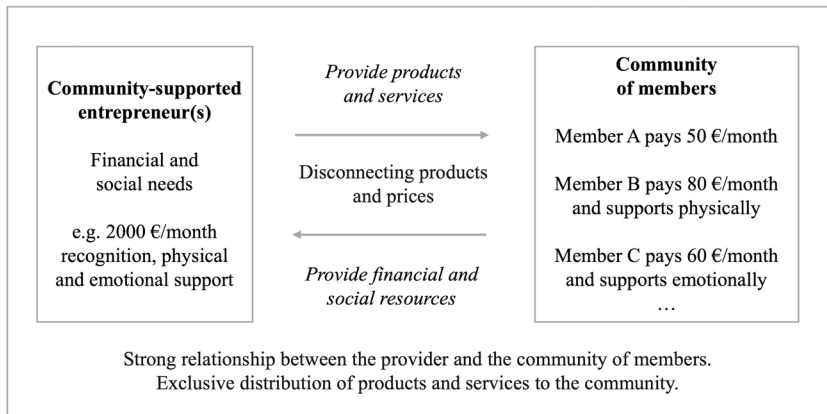 Community-supported
entrepreneur(s)
Financial and
social needs
e.g. 2000 €/month
recognition, physical
and emotional support
Provide products
and services
Disconnecting products
and prices
Provide financial and
social resources
Community
of members
Member A pays 50 €/month
Member B pays 80 €/month
and supports physically
Member C pays 60 €/month
and supports emotionally
…
Strong relationship between the provider and the community of members.
Exclusive distribution of products and services to the community.